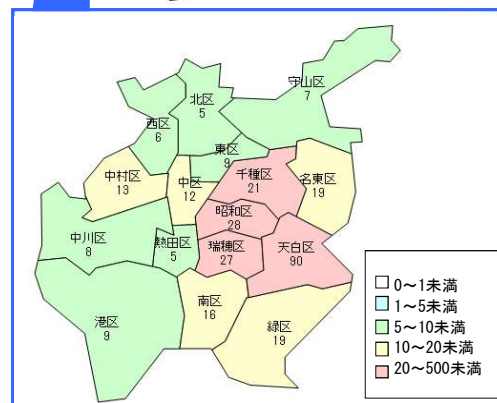 守山区
7
北区
5
西区
6
東区
9
千種区
21
名東区
19
中村区
13
中区
12
昭和区
28
中川区
8
熱田区
5
瑞穂区
27
天白区
90
港区
9
南区
16
緑区
19
0～1未満
1～5未満
5～10未満
10～20未満
20～500未満